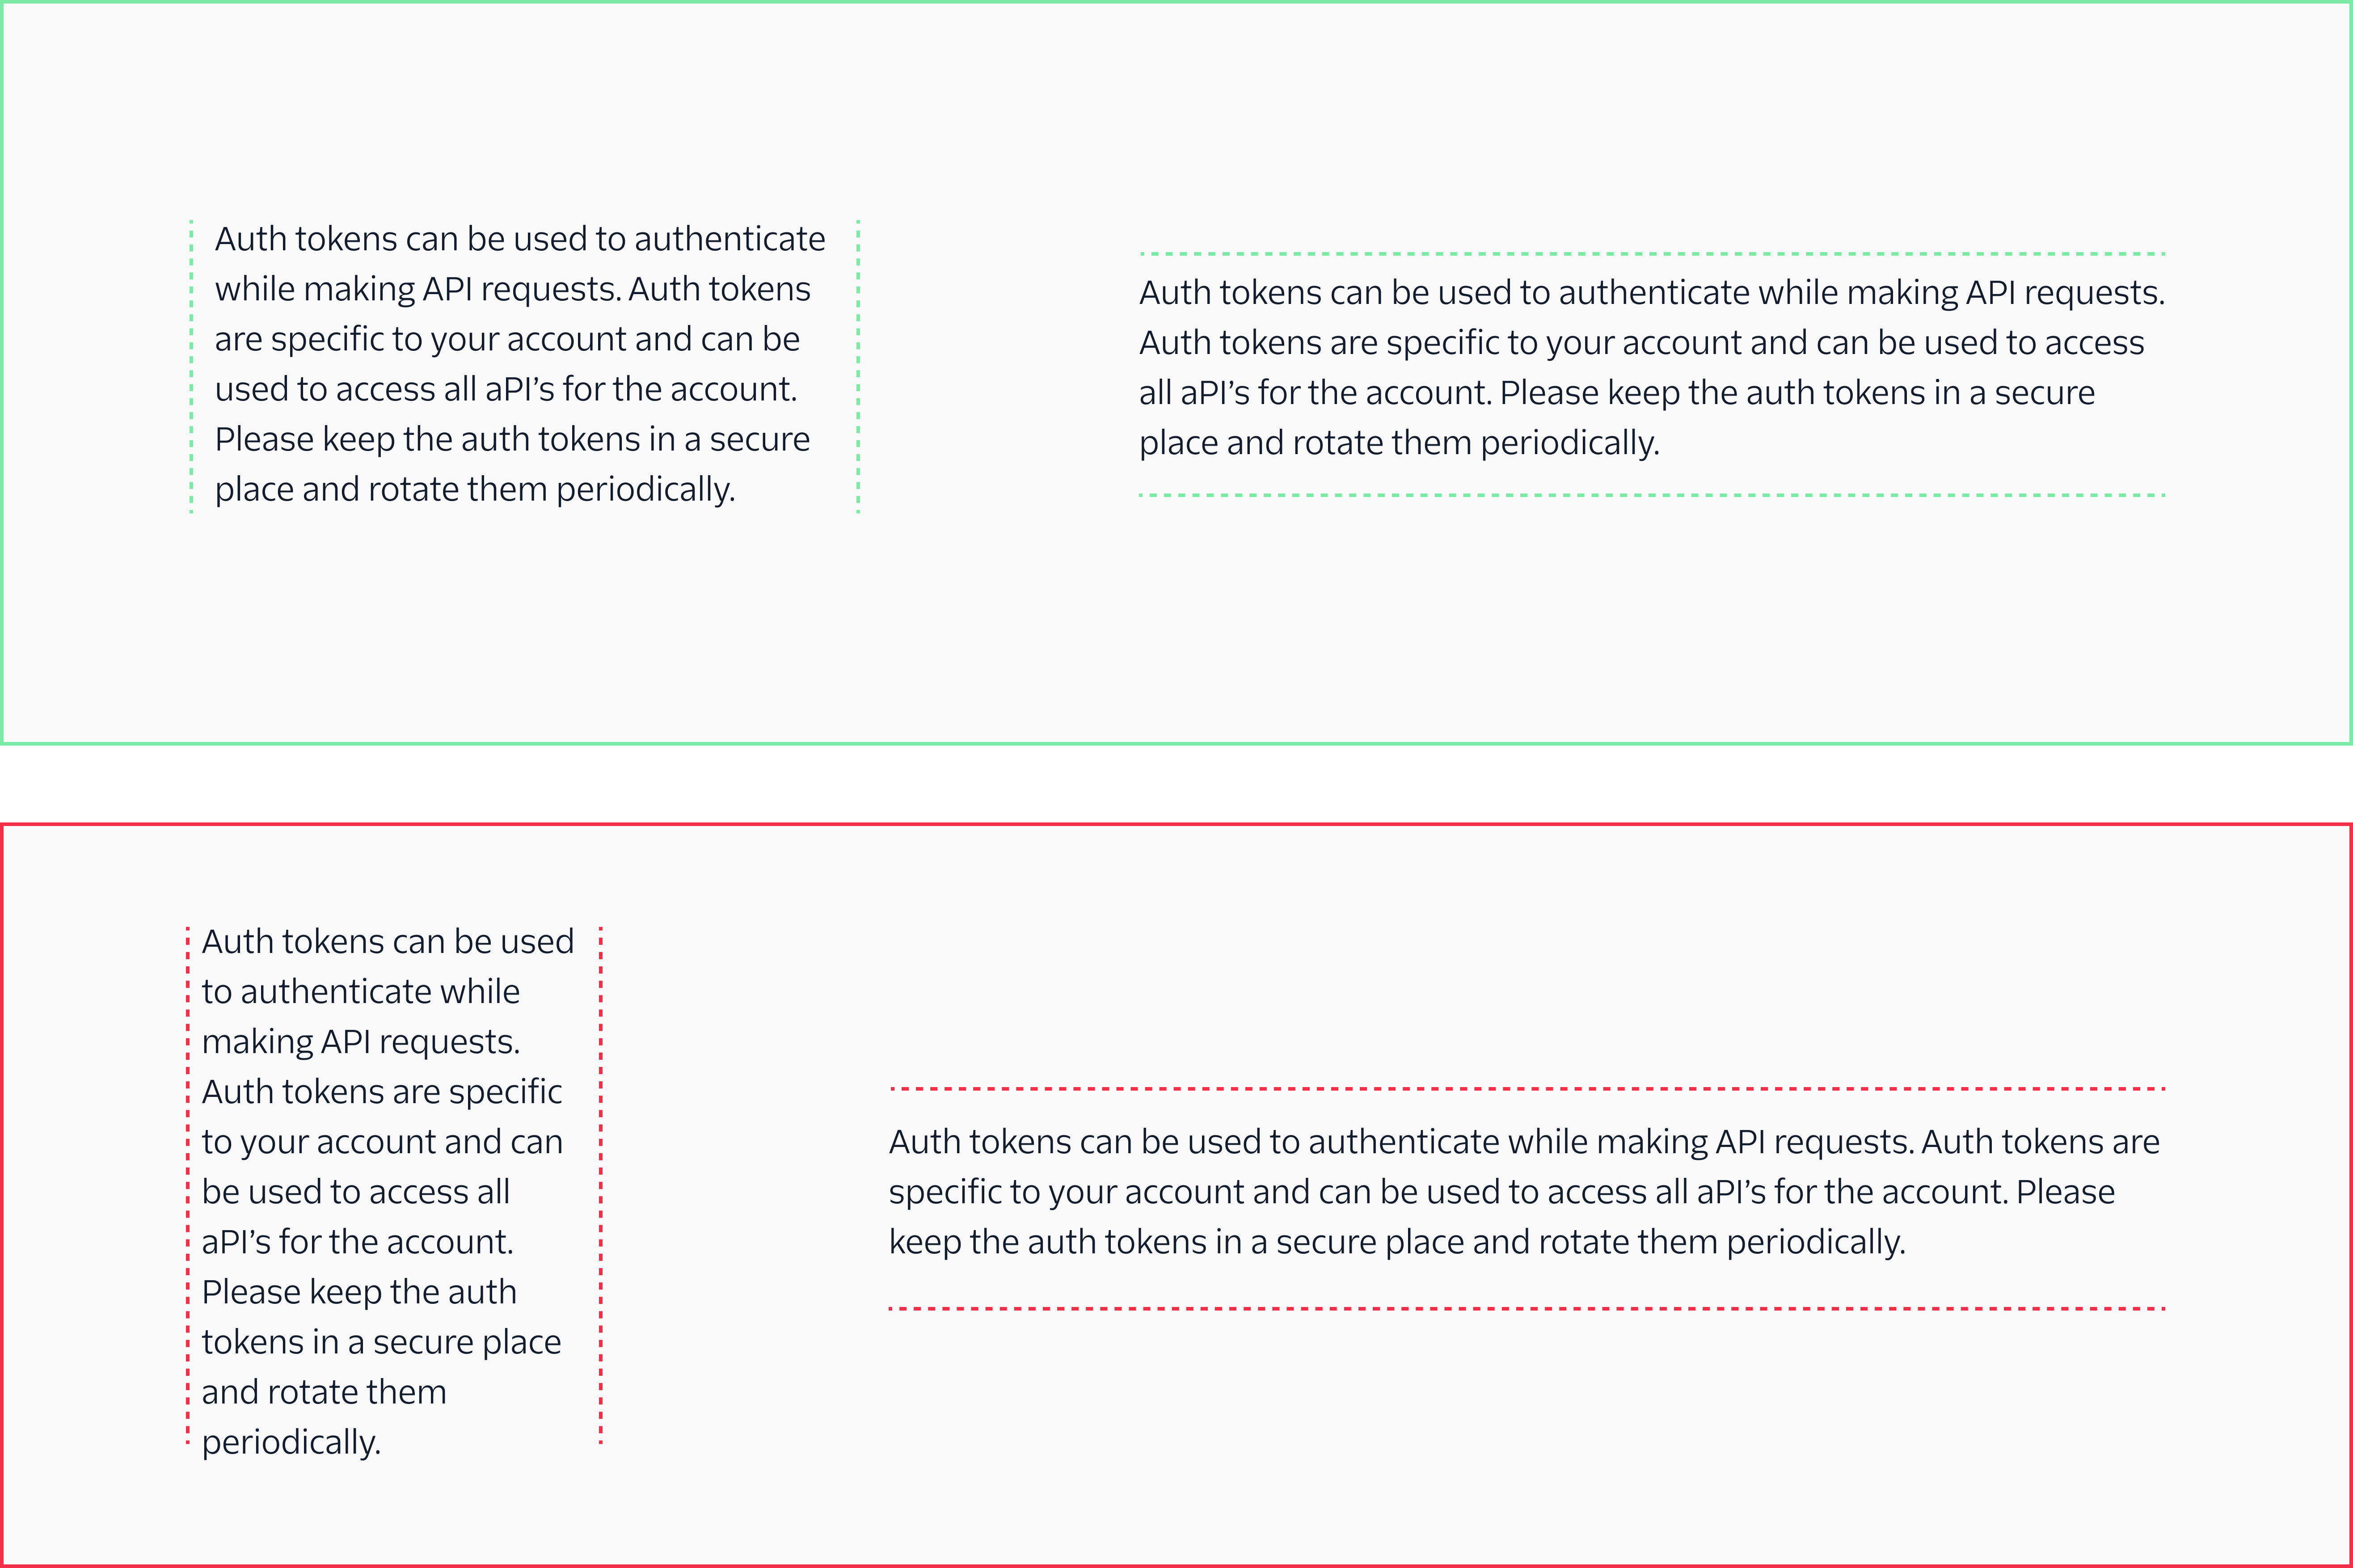 Auth tokens can be used to authenticate
while making API requests. Auth tokens
are specific to your account and can be
used to access all aPI’s for the account.
Please keep the auth tokens in a secure
place and rotate them periodically.
Auth tokens can be used to authenticate while making API requests.
Auth tokens are specific to your account and can be used to access
all aPI’s for the account. Please keep the auth tokens in a secure
place and rotate them periodically.
Auth tokens can be used
to authenticate while
making API requests.
Auth tokens are specific
to your account and can
be used to access all
aPI’s for the account.
Please keep the auth
tokens in a secure place
and rotate them
periodically.
Auth tokens can be used to authenticate while making API requests. Auth tokens are
specific to your account and can be used to access all aPI’s for the account. Please
keep the auth tokens in a secure place and rotate them periodically.